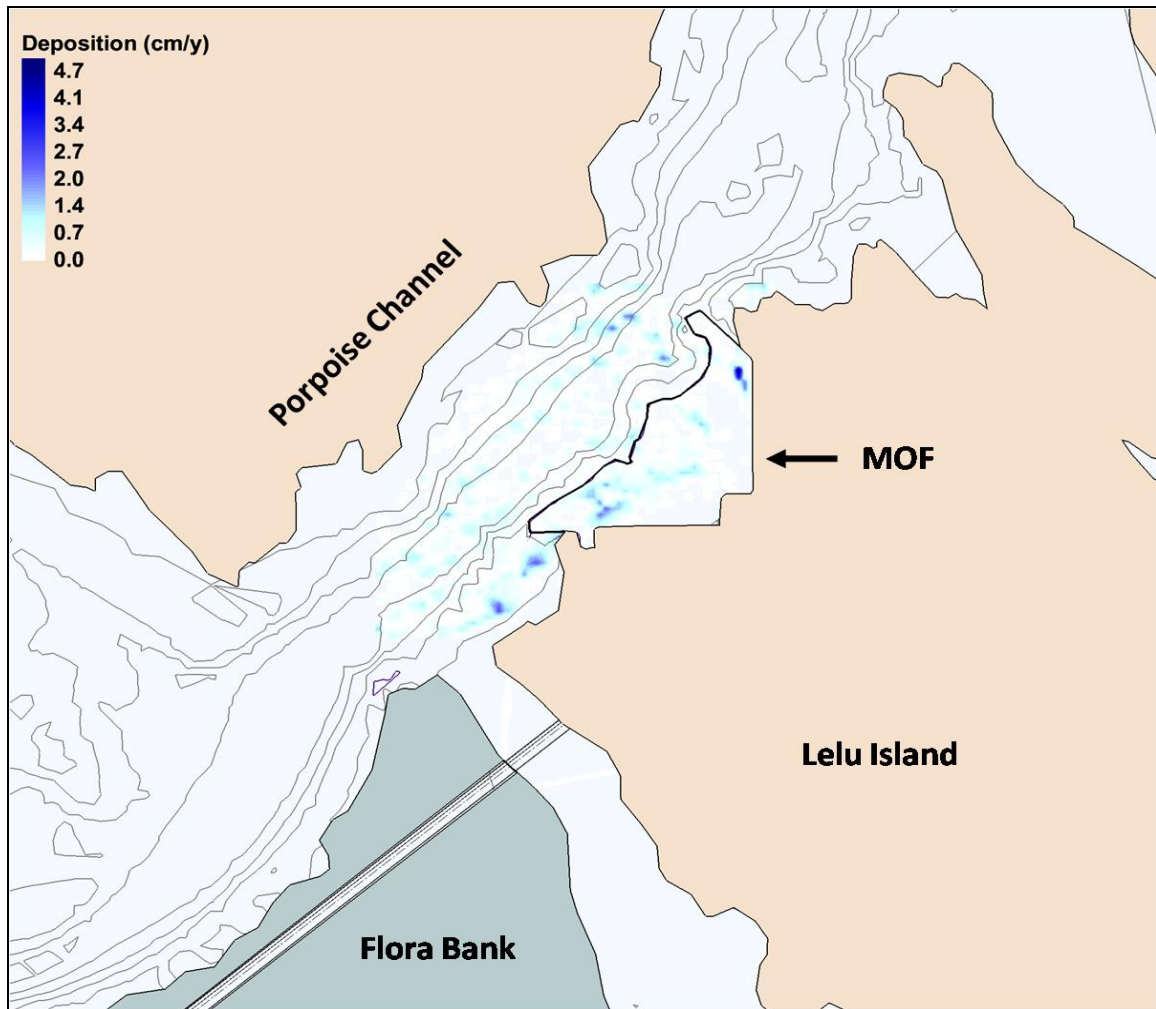 Deposition (cm/y)
4.7
4.1
3.4
2.7
2.0
1.4
0.7
0.0
Porpoise Channel
MOF
Lelu Island
Flora Bank